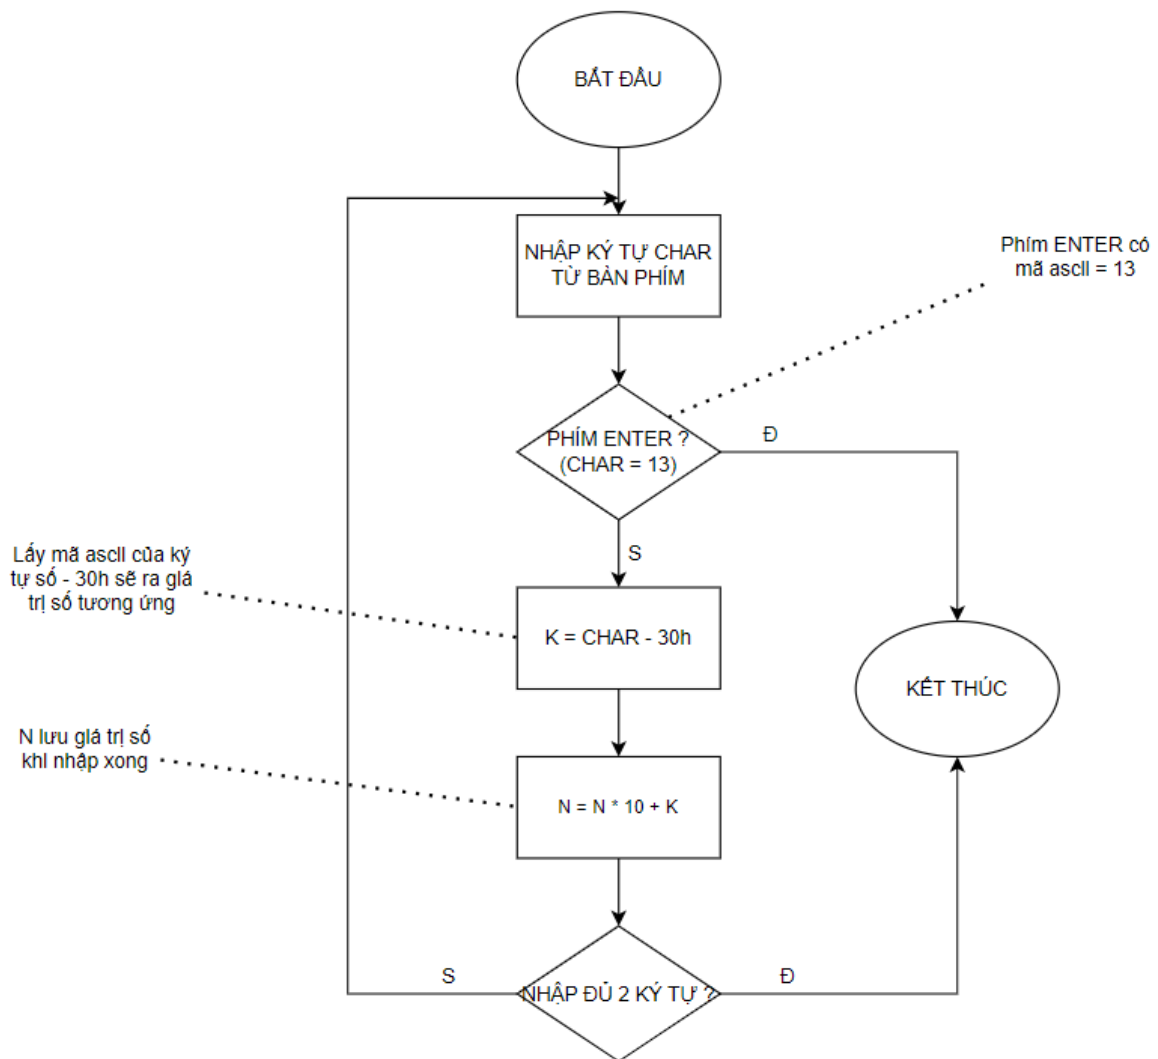 BẮT ĐẦU
NHẬP KÝ TỰ CHAR
TỪ BÀN PHÍM
Phím ENTER có
mã ascII = 13
PHÍM ENTER ?
(CHAR = 13)
Đ
S
Lấy mã ascII của ký
tự số - 30h sẽ ra giá
trị số tương ứng
K = CHAR - 30h
KẾT THÚC
N lưu giá trị số
khi nhập xong
N = N * 10 + K
S
NHẬP ĐỦ 2 KÝ TỰ ?
Đ